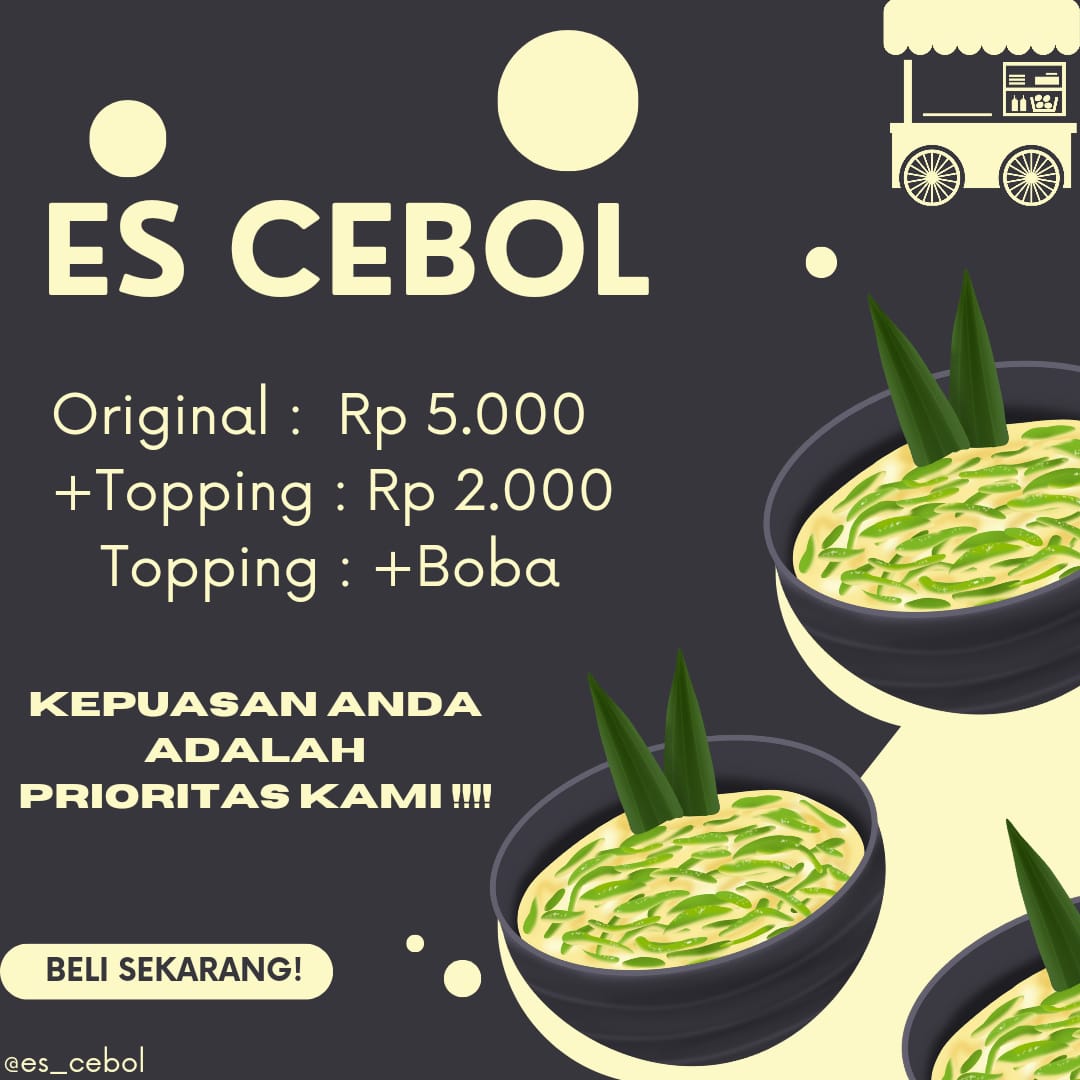 ES CEBOL
Original : Rp 5.000
+Topping : Rp 2.000
Topping : +Boba
KEPUASAN ANDA
ADALAH
PRIORITAS KAMI !!!!
BELI SEKARANG!
@es_cebol